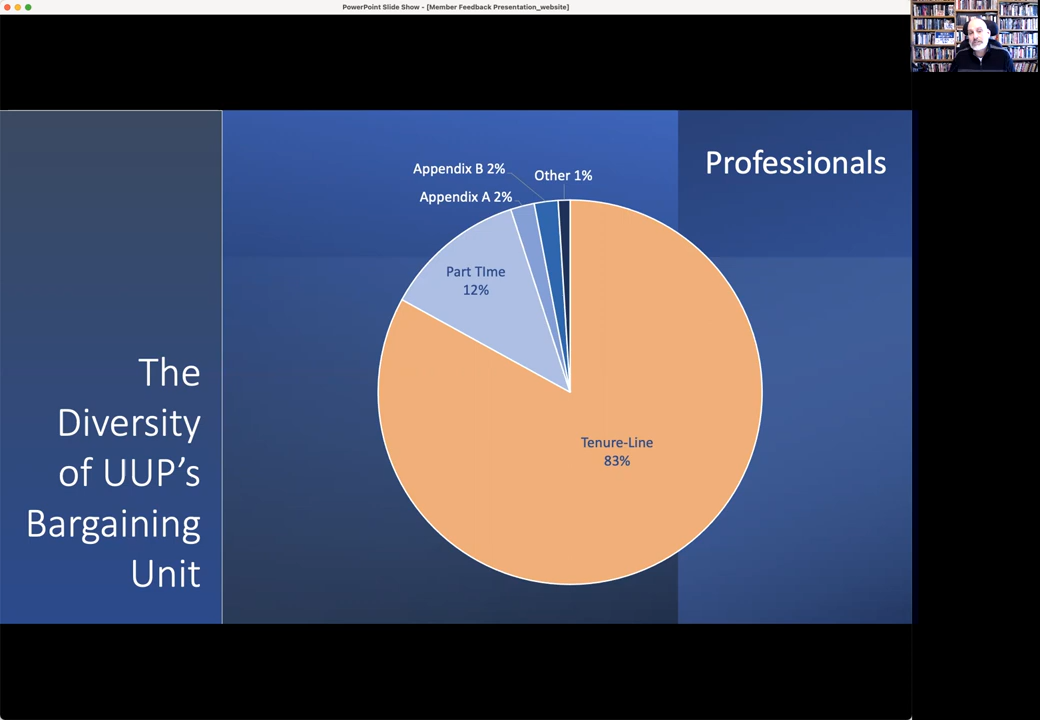 PowerPoint Slide Show - [Member Feedback Presentation_website]
The
Diversity
of UUP’s
Bargaining
Unit
Professionals
Appendix B 2%
Other 1%
Appendix A 2%
Part TIme
12%
Tenure-Line
83%